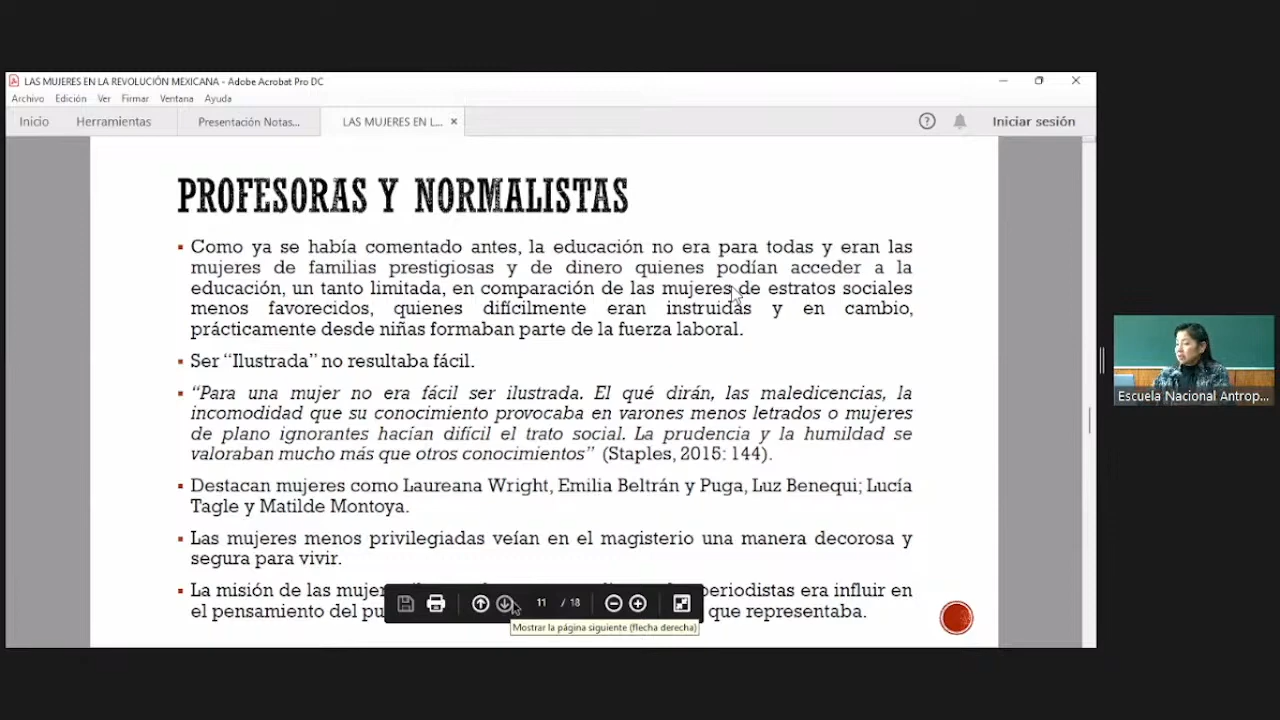 LAS MUJERES EN LA REVOLUCIÓN MEXICANA - Adobe Acrobat Pro DC
Archivo Edición Ver Firmar Ventana Ayuda
Inicio Herramientas Presentación Notas... LAS MUJERES EN L... × ? Iniciar sesión
PROFESORAS Y NORMALISTAS
▪ Como ya se había comentado antes, la educación no era para todas y eran las
mujeres de familias prestigiosas y de dinero quienes podían acceder a la
educación, un tanto limitada, en comparación de las mujeres de estratos sociales
menos favorecidos, quienes difícilmente eran instruidas y en cambio,
prácticamente desde niñas formaban parte de la fuerza laboral.
▪ Ser “Ilustrada” no resultaba fácil.
▪ “Para una mujer no era fácil ser ilustrada. El qué dirán, las maledicencias, la
incomodidad que su conocimiento provocaba en varones menos letrados o mujeres
de plano ignorantes hacían difícil el trato social. La prudencia y la humildad se
valoraban mucho más que otros conocimientos” (Staples, 2015: 144).
▪ Destacan mujeres como Laureana Wright, Emilia Beltrán y Puga, Luz Benequi; Lucía
Tagle y Matilde Montoya.
▪ Las mujeres menos privilegiadas veían en el magisterio una manera decorosa y
segura para vivir.
▪ La misión de las mujer periodistas era influir en
el pensamiento del pu que representaba.
11 / 18
Mostrar la página siguiente (flecha derecha)
Escuela Nacional Antrop...